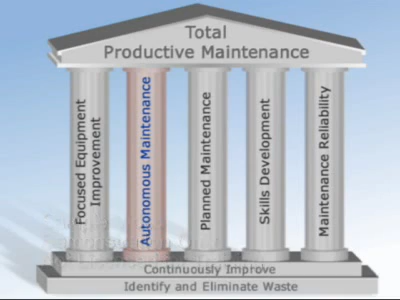 Total
Productive Maintenance
Focused Equipment
Improvement
Autonomous Maintenance
Planned Maintenance
Skills Development
Maintenance Reliability
Continuously Improve
Identify and Eliminate Waste